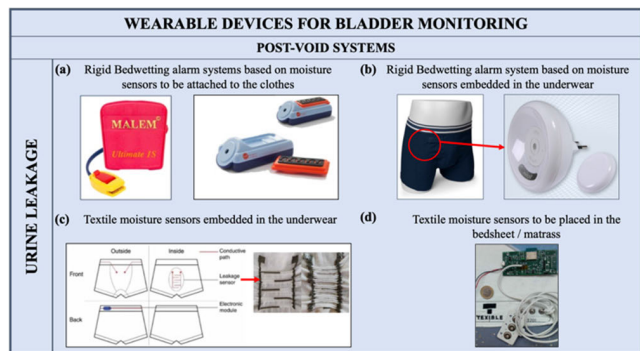 WEARABLE DEVICES FOR BLADDER MONITORING
POST-VOID SYSTEMS
URINE LEAKAGE
(a) Rigid Bedwetting alarm systems based on moisture
sensors to be attached to the clothes
MALEM
Ultimate 1S
(b) Rigid Bedwetting alarm system based on moisture
sensors embedded in the underwear
(c) Textile moisture sensors embedded in the underwear
Outside
Inside
Conductive
path
Front
Leakage
sensor
Back
Electronic
module
(d) Textile moisture sensors to be placed in the
bedsheet / matrass
TEXIBLE